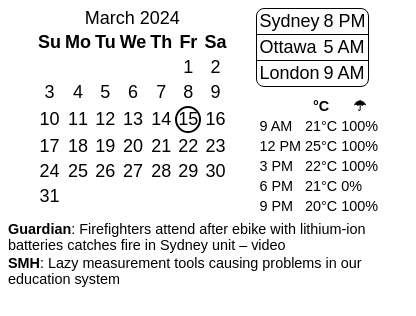 March 2024
Su Mo Tu We Th Fr Sa
1 2
3 4 5 6 7 8 9
10 11 12 13 14 15 16
17 18 19 20 21 22 23
24 25 26 27 28 29 30
31
Sydney 8 PM
Ottawa 5 AM
London 9 AM
°C ☂
9 AM 21°C 100%
12 PM 25°C 100%
3 PM 22°C 100%
6 PM 21°C 0%
9 PM 20°C 100%
Guardian: Firefighters attend after ebike with lithium-ion
batteries catches fire in Sydney unit – video
SMH: Lazy measurement tools causing problems in our
education system